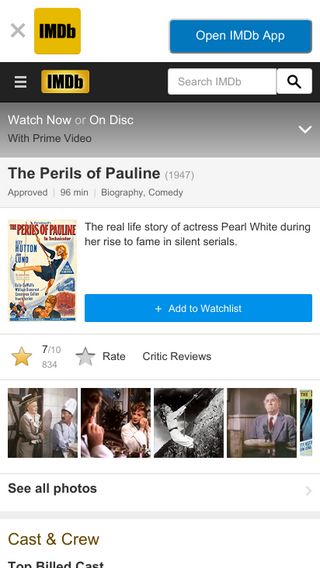 IMDb
Open IMDb App
IMDb
Search IMDb
Watch Now or On Disc
With Prime Video
The Perils of Pauline (1947)
Approved | 96 min | Biography, Comedy
THE PERILS OF PAULINE
HUTTON
JOHN LUND
The real life story of actress Pearl White during
her rise to fame in silent serials.
+ Add to Watchlist
7/10
834
Rate
Critic Reviews
See all photos
Cast & Crew
Top Billed Cast